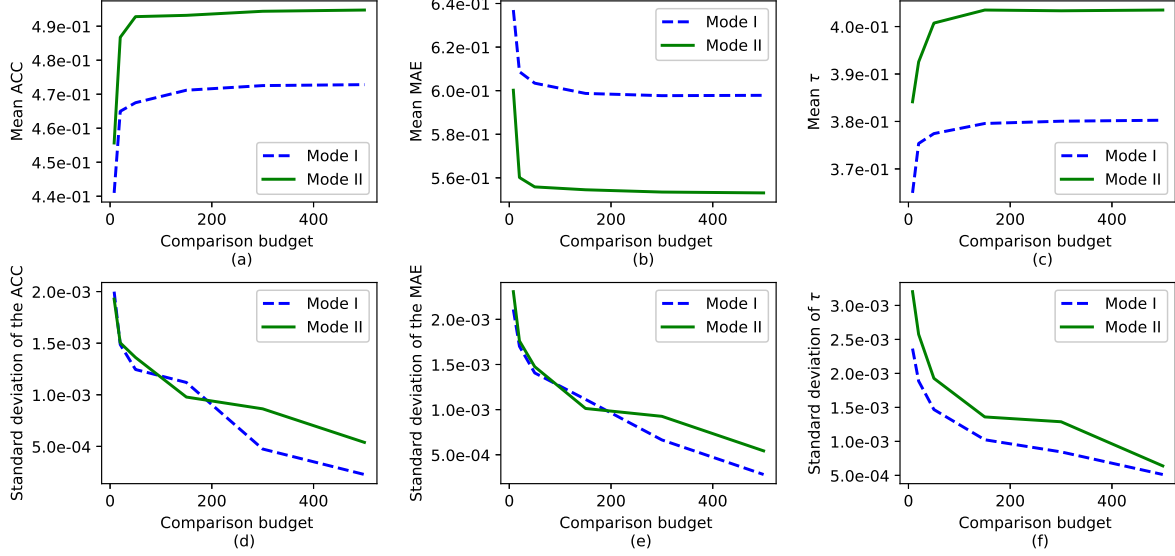 Mean ACC
4.9e−01
4.8e−01
4.7e−01
4.6e−01
4.5e−01
4.4e−01
Mode I
Mode II
0
200
400
Comparison budget
(a)
Mean MAE
6.4e−01
6.2e−01
6.0e−01
5.8e−01
5.6e−01
Mode I
Mode II
0
200
400
Comparison budget
(b)
Mean τ
4.0e−01
3.9e−01
3.8e−01
3.7e−01
Mode I
Mode II
0
200
400
Comparison budget
(c)
Standard deviation of the ACC
2.0e−03
1.5e−03
1.0e−03
5.0e−04
Mode I
Mode II
0
200
400
Comparison budget
(d)
Standard deviation of the MAE
2.0e−03
1.5e−03
1.0e−03
5.0e−04
Mode I
Mode II
0
200
400
Comparison budget
(e)
Standard deviation of τ
3.0e−03
2.5e−03
2.0e−03
1.5e−03
1.0e−03
5.0e−04
Mode I
Mode II
0
200
400
Comparison budget
(f)